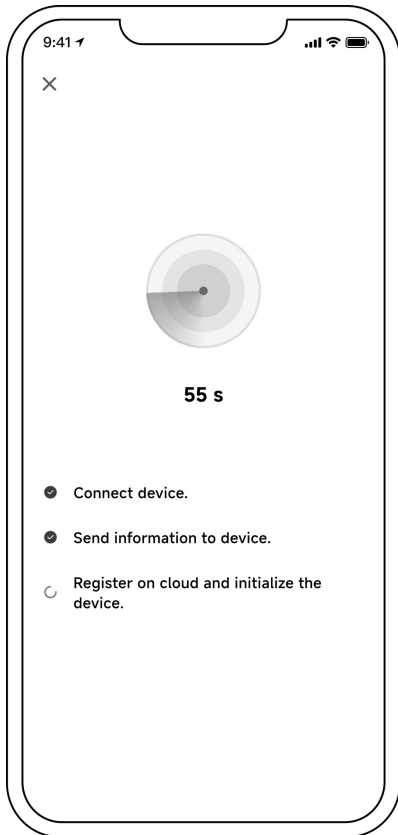 9:41
55 s
Connect device.
Send information to device.
Register on cloud and initialize the
device.